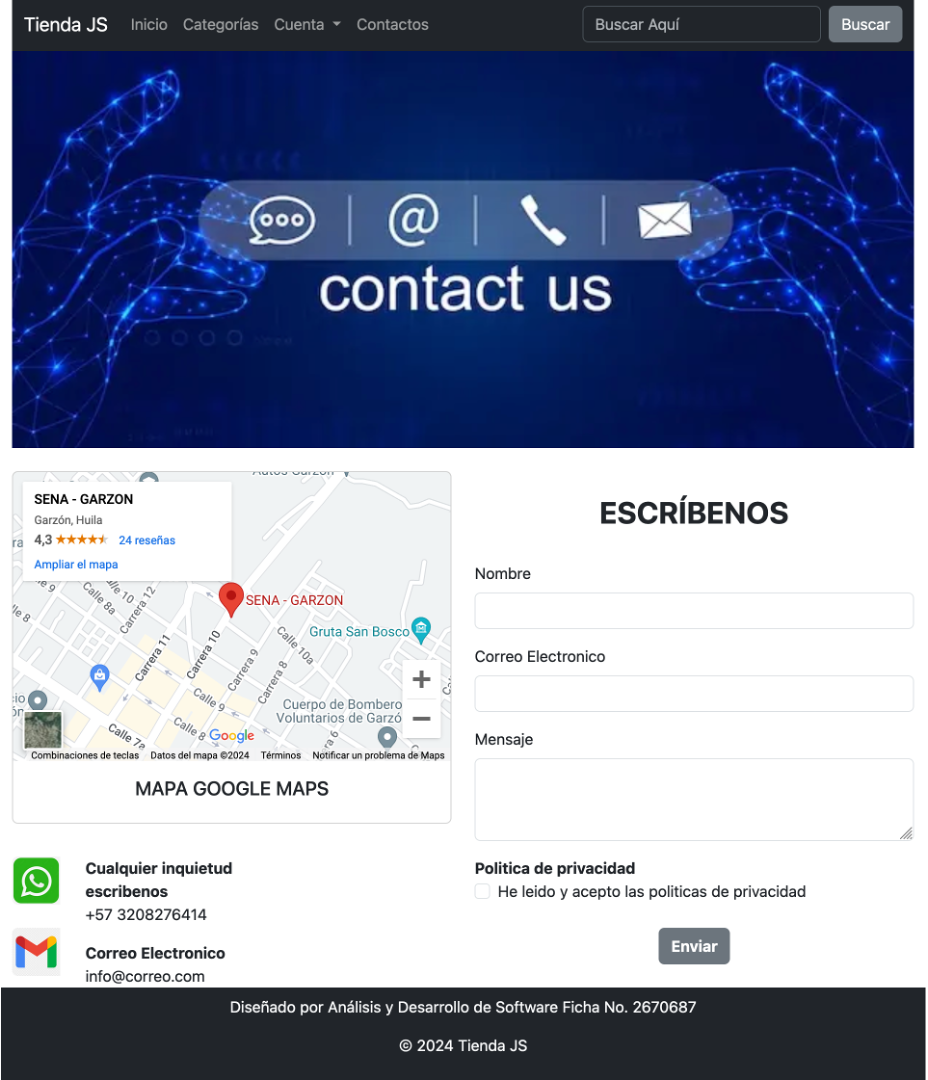 Tienda JS Inicio Categorías Cuenta Contactos Buscar Aquí Buscar
contact us
Autos Garzón
SENA - GARZON
Garzón, Huila
4,3 24 reseñas
Ampliar el mapa
Calle 10
Carrera 12
Calle 9
Calle 8a
Calle 8
SENA - GARZON
Gruta San Bosco
Carrera 11
Carrera 10
Calle 10a
Carrera 9
Carrera 8
Calle 9
Cuerpo de Bombero
Voluntarios de Garzó
Calle 8
Calle 7a
Google
Combinaciones de teclas Datos del mapa ©2024 Términos Notificar un problema de Maps
MAPA GOOGLE MAPS
Cualquier inquietud
escribenos
+57 3208276414
Correo Electronico
info@correo.com
ESCRÍBENOS
Nombre
Correo Electronico
Mensaje
Politica de privacidad
He leido y acepto las politicas de privacidad
Enviar
Diseñado por Análisis y Desarrollo de Software Ficha No. 2670687
© 2024 Tienda JS